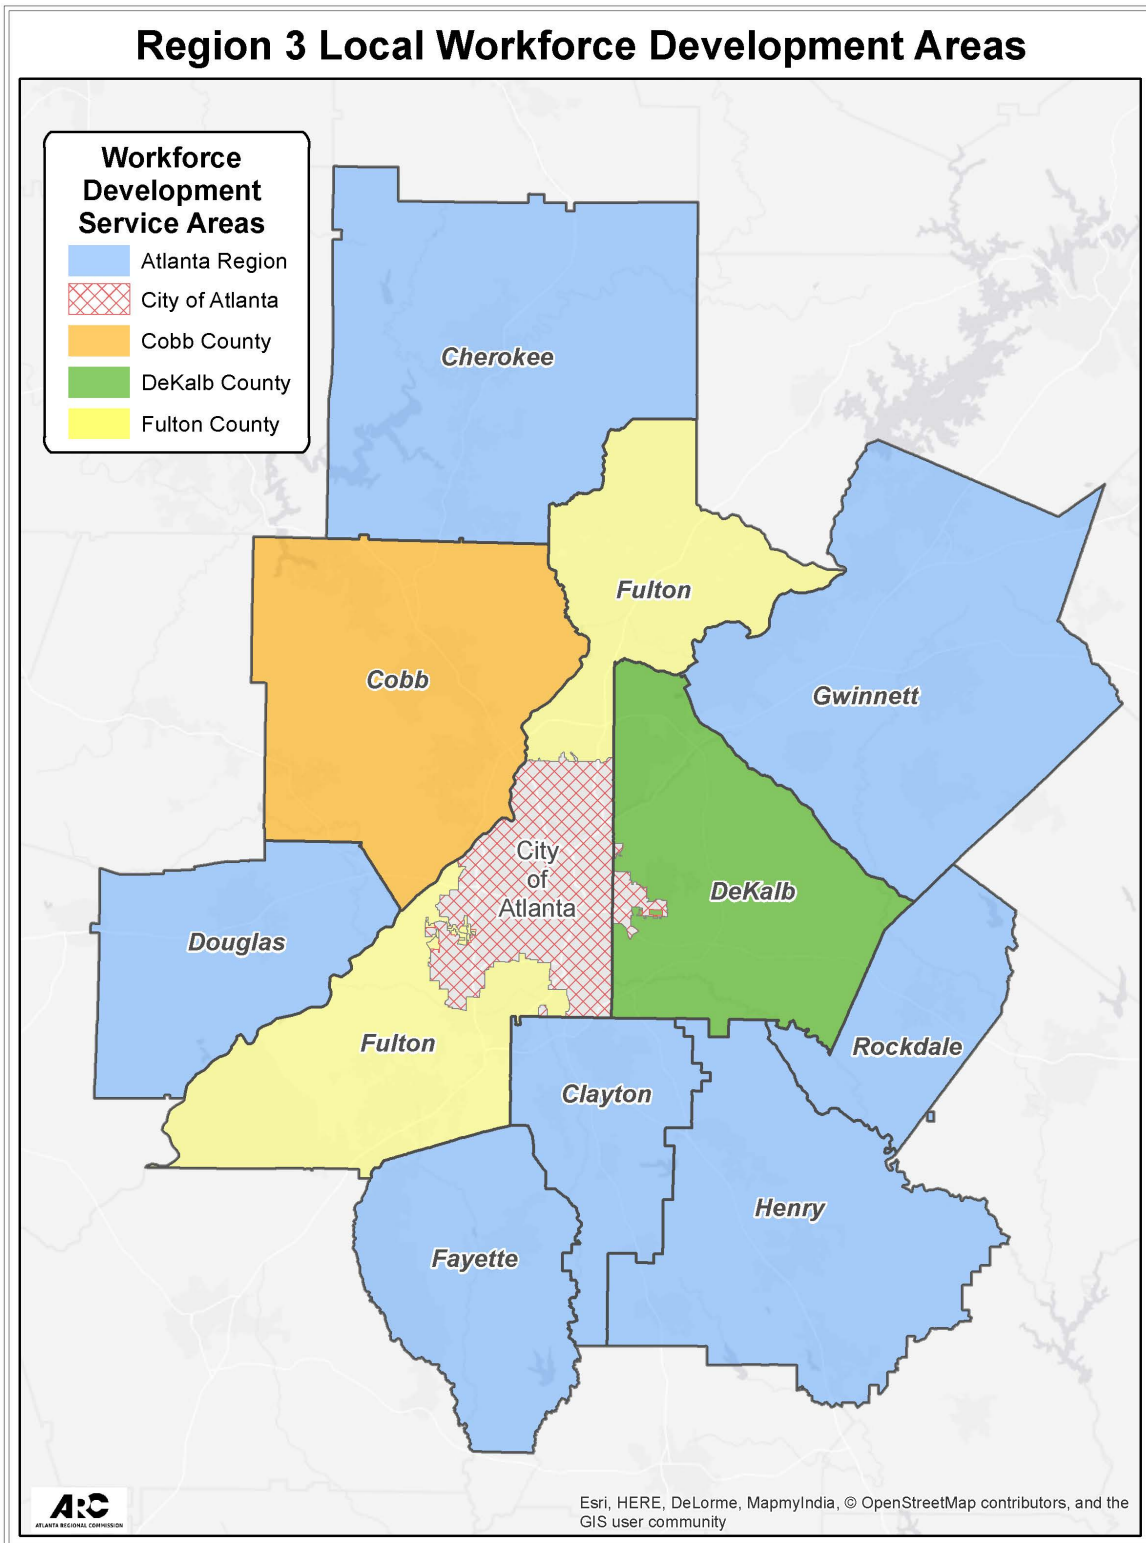 Region 3 Local Workforce Development Areas
Workforce
Development
Service Areas
Atlanta Region
City of Atlanta
Cobb County
DeKalb County
Fulton County
Cherokee
Fulton
Cobb
Gwinnett
City
of
Atlanta
DeKalb
Douglas
Fulton
Rockdale
Clayton
Henry
Fayette
ARC
ATLANTA REGIONAL COMMISSION
Esri, HERE, DeLorme, MapmyIndia, © OpenStreetMap contributors, and the
GIS user community